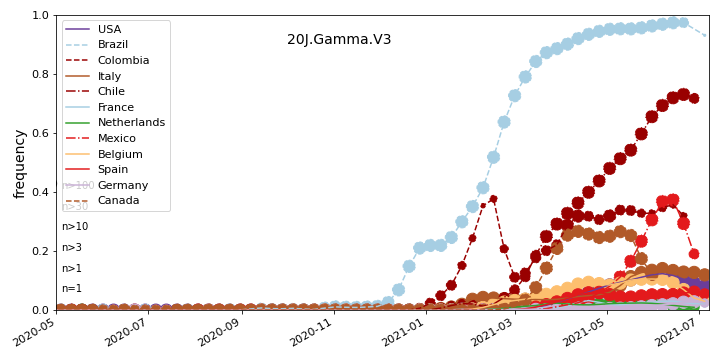 20J.Gamma.V3
frequency
1.0
0.8
0.6
0.4
0.2
0.0
USA
Brazil
Colombia
Italy
Chile
France
Netherlands
Mexico
Belgium
Spain
Germany
Canada
n>100
n>30
n>10
n>3
n>1
n=1
2020-05
2020-07
2020-09
2020-11
2021-01
2021-03
2021-05
2021-07